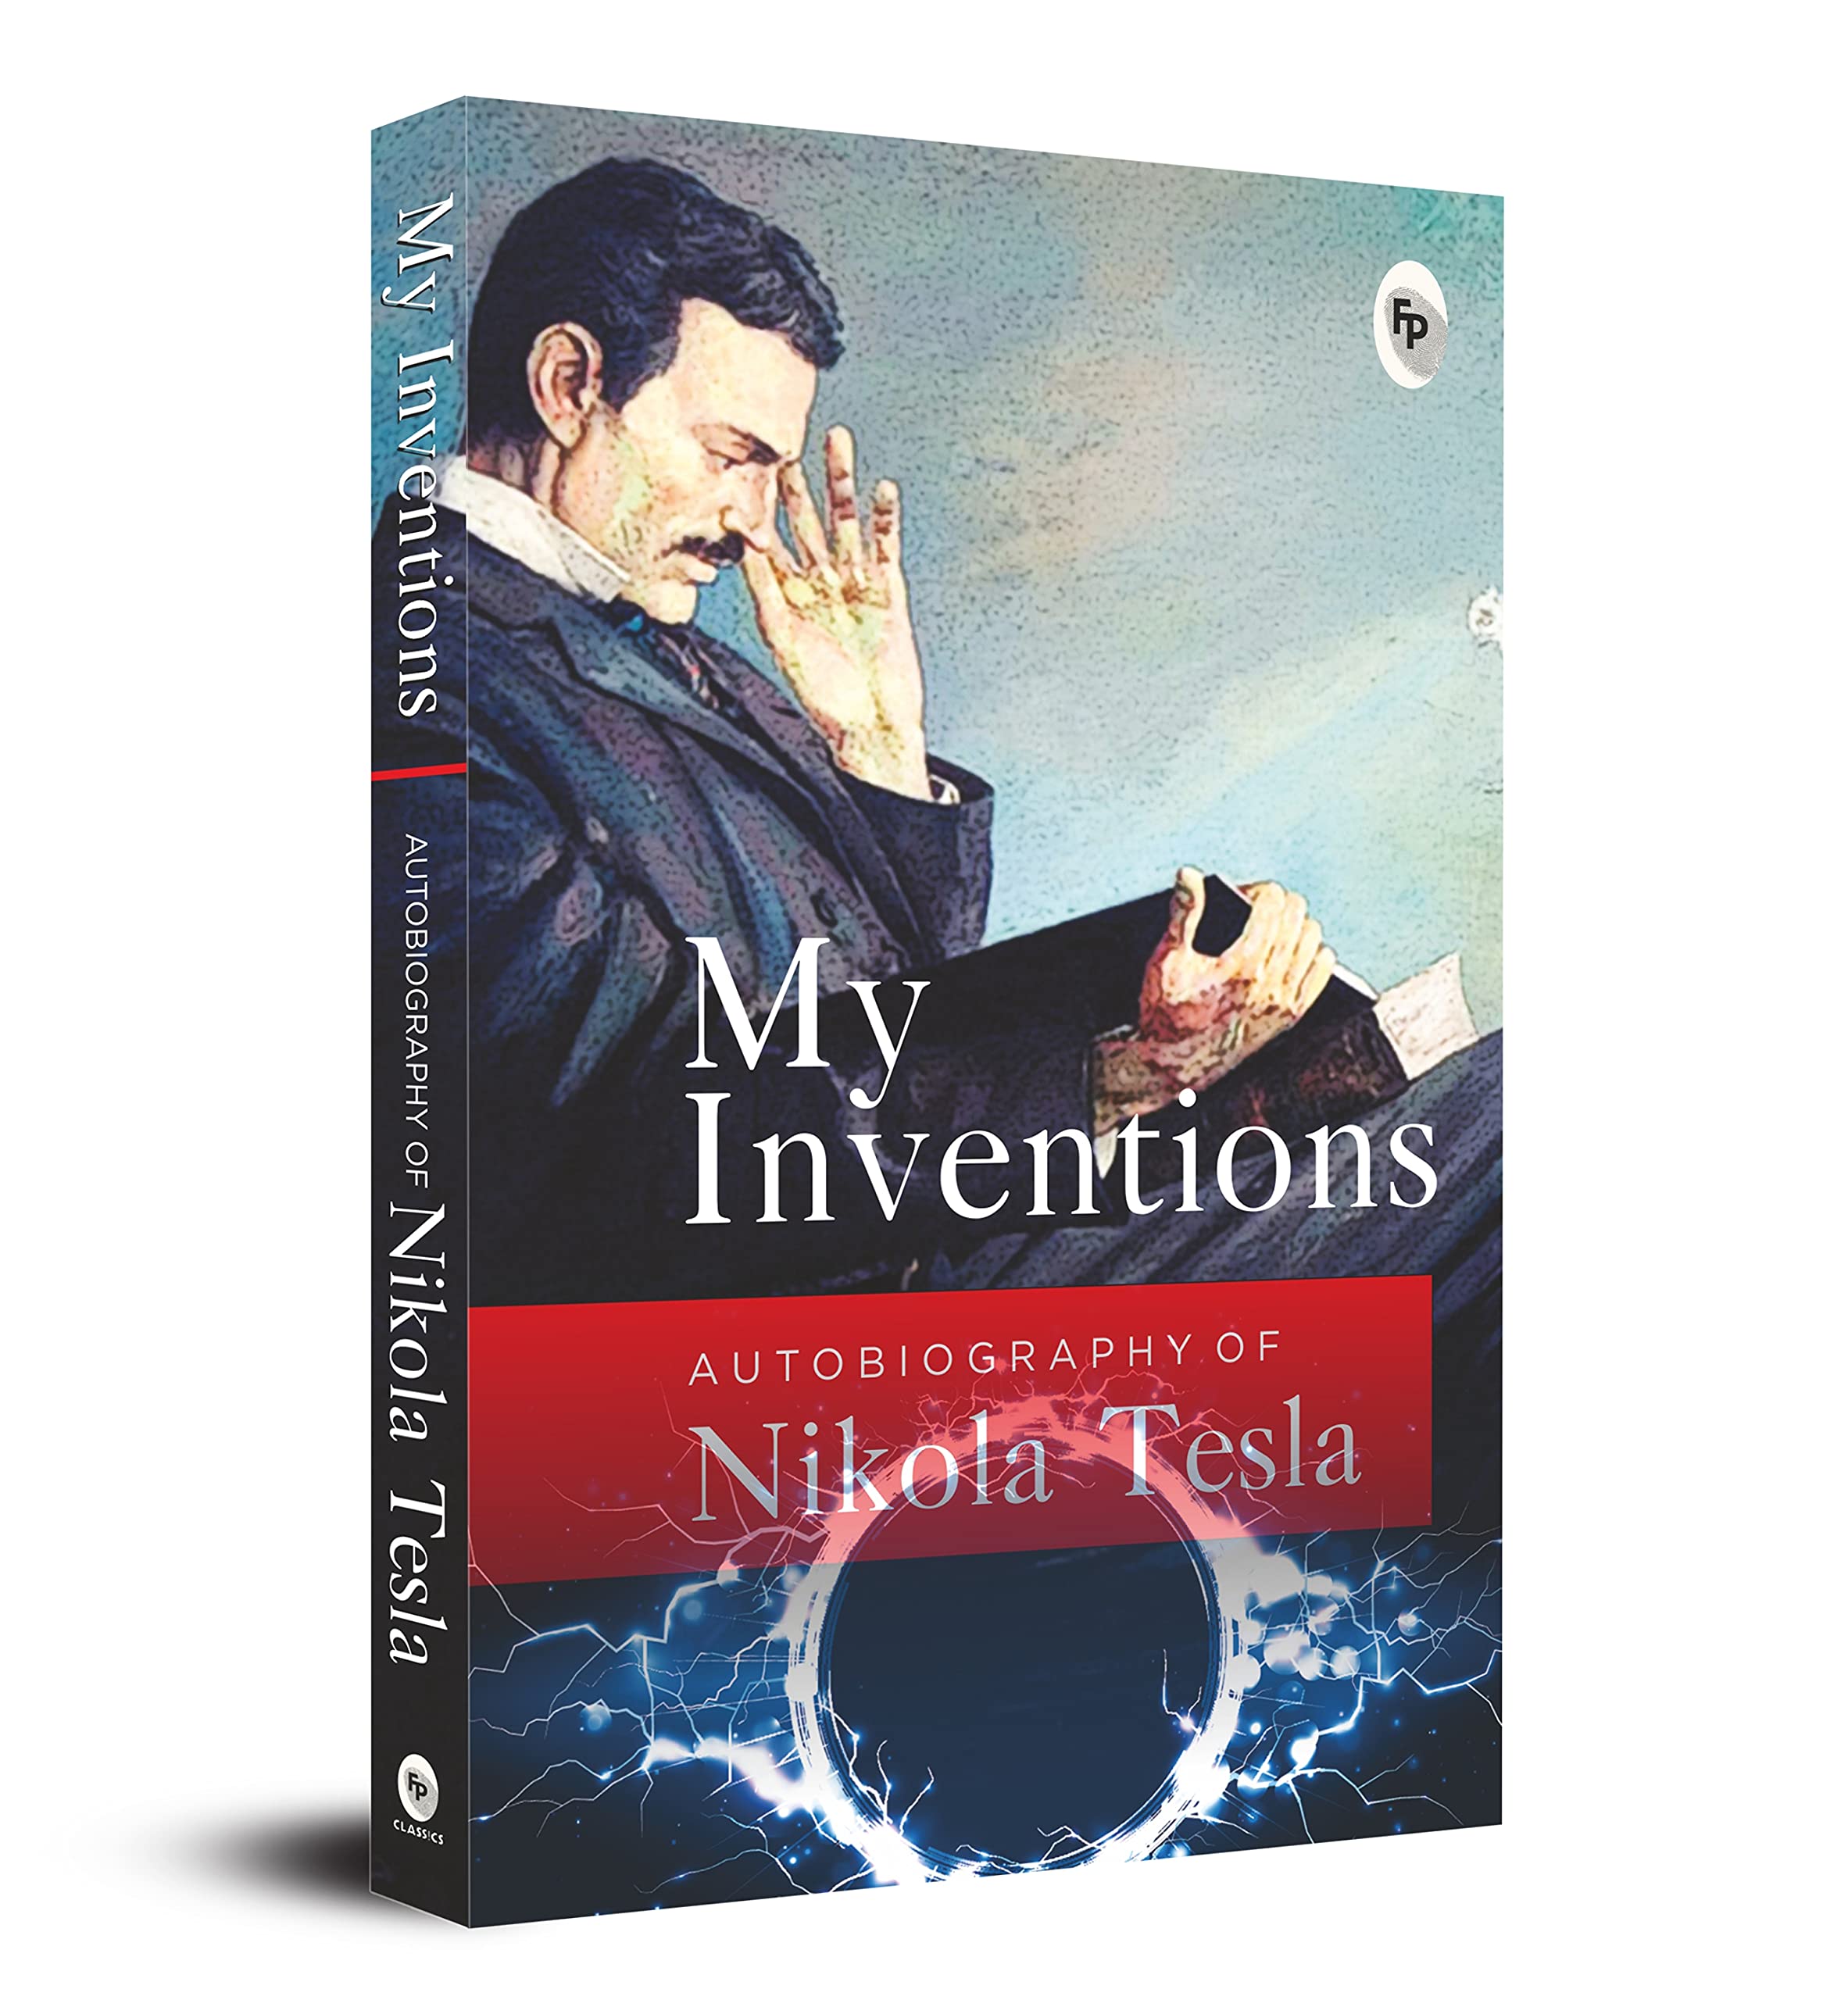 My Inventions
AUTOBIOGRAPHY OF Nikola Tesla
FP
CLASSICS
FP
My
Inventions
AUTOBIOGRAPHY OF
Nikola Tesla